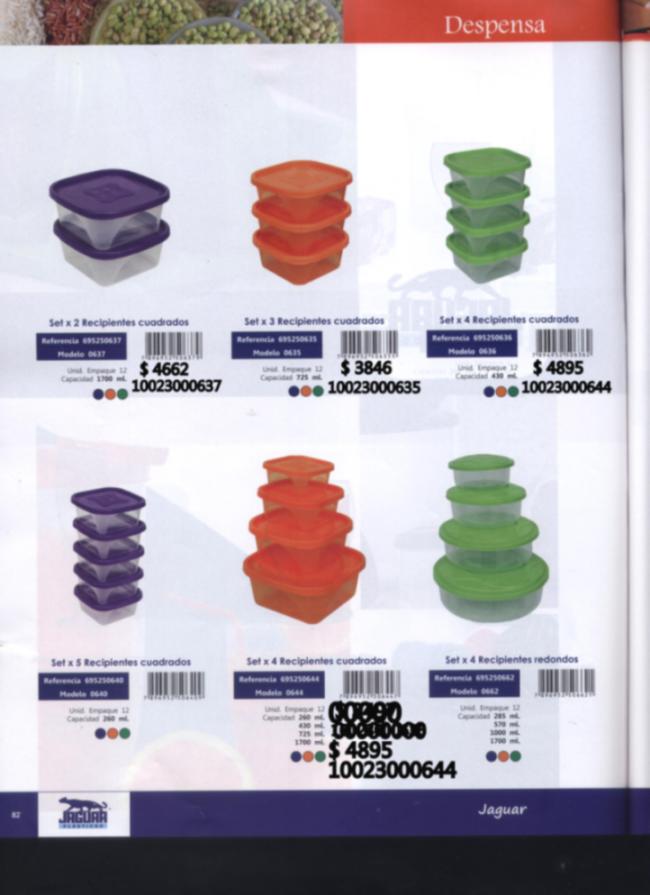 Despensa
Set x 2 Recipientes cuadrados
Referencia 695250637
Modelo 0637
Unid. Empaque 12
Capacidad 1700 ml.
$ 4662
10023000637
Set x 3 Recipientes cuadrados
Referencia 695250635
Modelo 0635
Unid. Empaque 12
Capacidad 725 ml.
$ 3846
10023000635
Set x 4 Recipientes cuadrados
Referencia 695250636
Modelo 0636
Unid. Empaque 12
Capacidad 430 ml.
$ 4895
10023000644
Set x 5 Recipientes cuadrados
Referencia 695250640
Modelo 0640
Unid. Empaque 12
Capacidad 260 ml.
Set x 4 Recipientes cuadrados
Referencia 695250644
Modelo 0644
Unid. Empaque 12
Capacidad 260 ml.
430 ml.
725 ml.
1700 ml.
$ 4895
10023000644
Set x 4 Recipientes redondos
Referencia 695250662
Modelo 0662
Unid. Empaque 12
Capacidad 285 ml.
570 ml.
1000 ml.
1700 ml.
82
JAGUAR
PLASTICOS
Jaguar